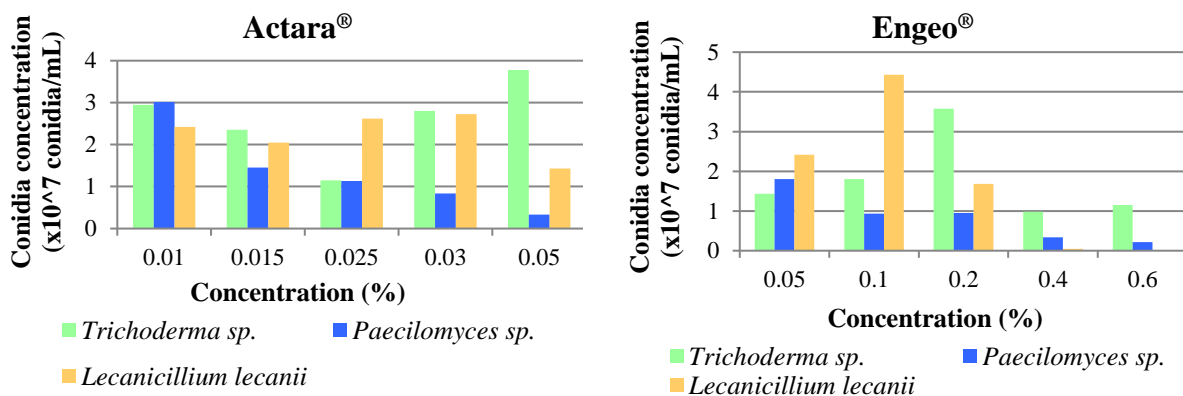 Actara®
Conidia concentration
(x10^7 conidia/mL)
4
3
2
1
0
0.01 0.015 0.025 0.03 0.05
Concentration (%)
Trichoderma sp. Paecilomyces sp.
Lecanicillium lecanii
Engeo®
Conidia concentration
(x10^7 conidia/mL)
5
4
3
2
1
0
0.05 0.1 0.2 0.4 0.6
Concentration (%)
Trichoderma sp. Paecilomyces sp.
Lecanicillium lecanii